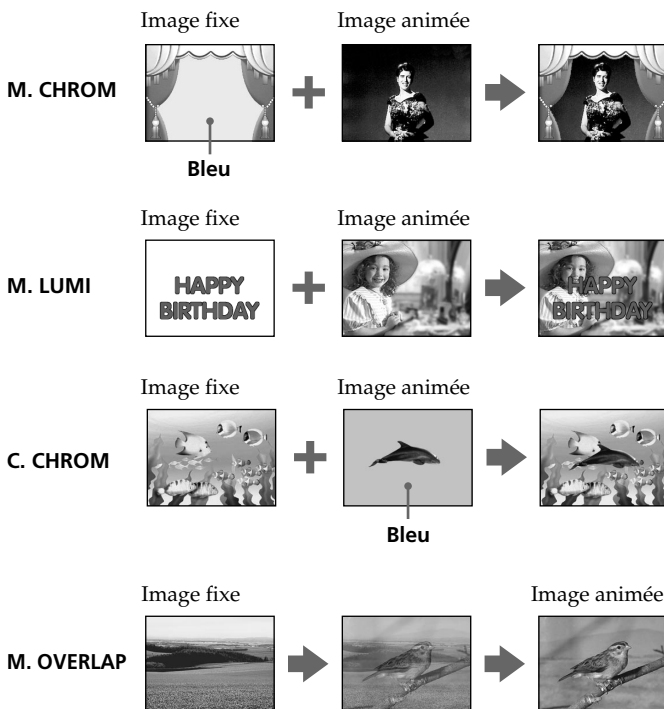 Image fixe Image animée
M. CHROM
Bleu
Image fixe Image animée
M. LUMI
HAPPY
BIRTHDAY
HAPPY
BIRTHDAY
Image fixe Image animée
C. CHROM
Bleu
Image fixe Image animée
M. OVERLAP